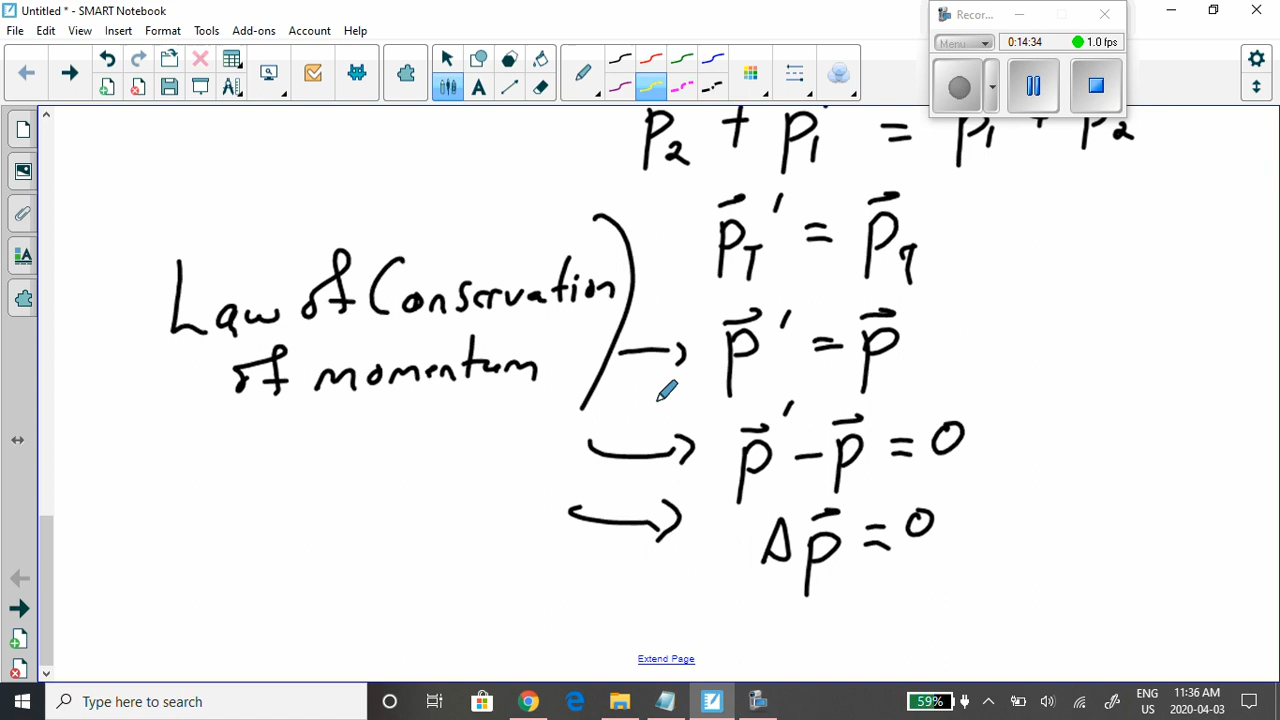 Untitled * - SMART Notebook
Recor...
File Edit View Insert Format Tools Add-ons Account Help
Menu
0:14:34
1.0 fps
p₂ + p₁' = p₁ + p₂
p⃗_T' = p⃗_T
Law of Conservation
of momentum
p⃗' = p⃗
p⃗' - p⃗ = 0
Δp⃗ = 0
Extend Page
Type here to search
59%
ENG
US
11:36 AM
2020-04-03